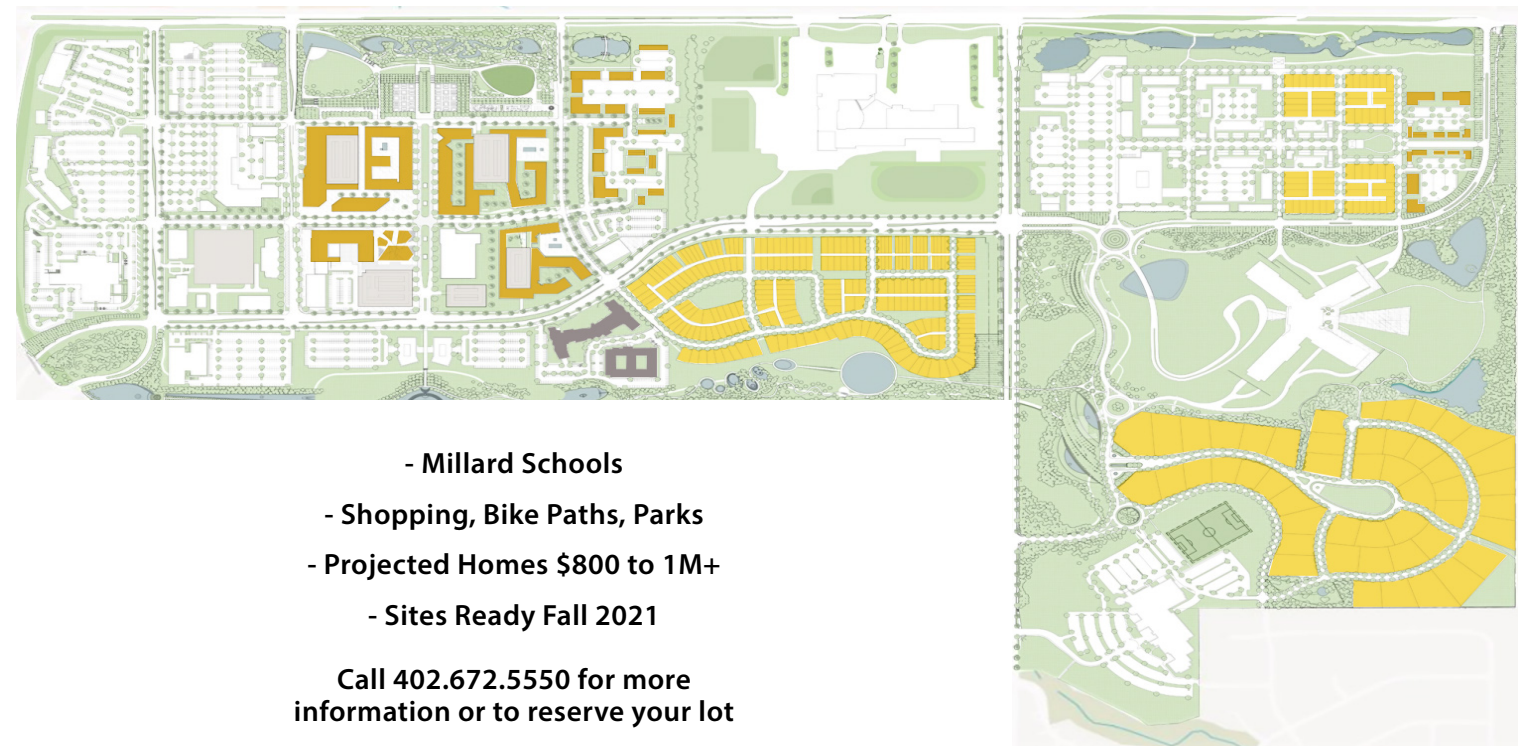 - Millard Schools
- Shopping, Bike Paths, Parks
- Projected Homes $800 to 1M+
- Sites Ready Fall 2021
Call 402.672.5550 for more
information or to reserve your lot